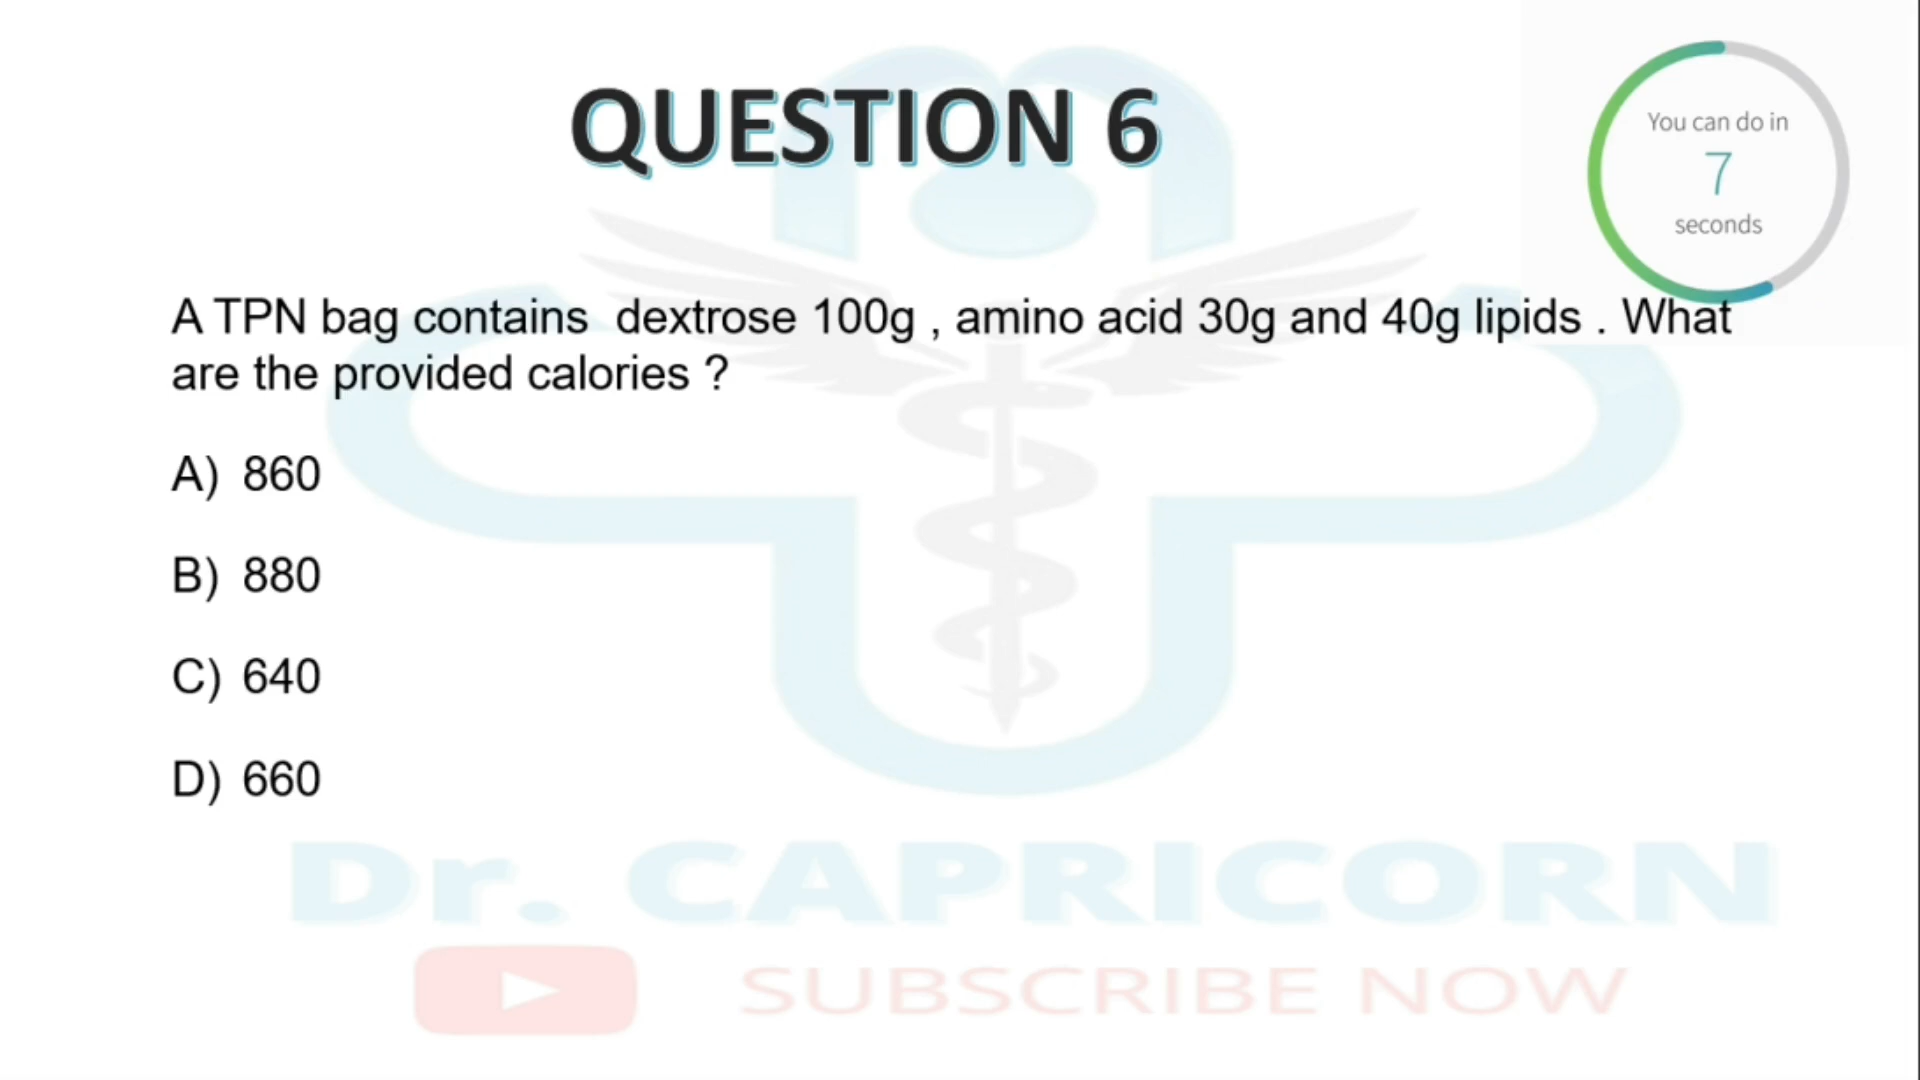 QUESTION 6
You can do in
7
seconds
A TPN bag contains dextrose 100g , amino acid 30g and 40g lipids . What
are the provided calories ?
A) 860
B) 880
C) 640
D) 660
Dr. CAPRICORN
SUBSCRIBE NOW